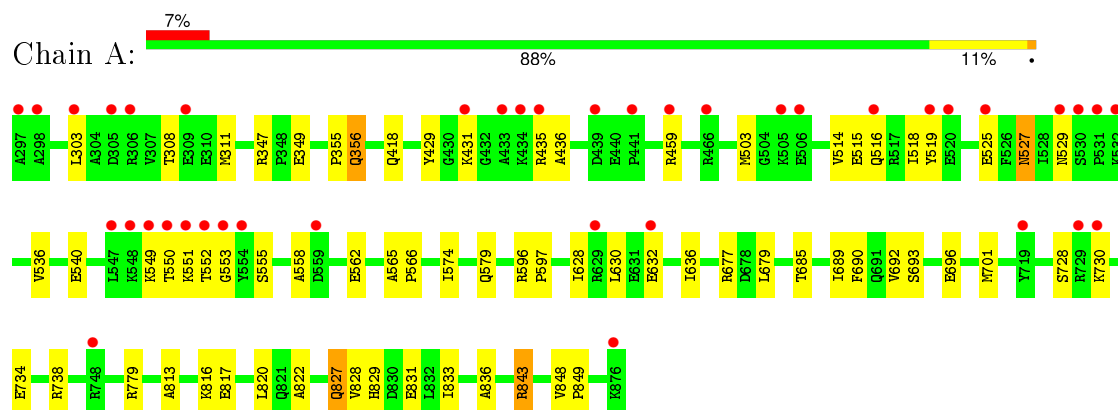 7%
Chain A:
88% 11% •
A297 A298 L303 A304 D305 R306 V307 T308 E309 E310 M311 R347 P348 E349 P355 Q356 Q418 Y429 G430 K431 G432 A433 K434 R435 A436 D439 E440 P441 R459 R466 M503 G504 K505 E506 V514 E515 Q516 R517 I518 Y519 E520 E525 F526 N527 I528 N529 S530 P531 K532
V536 E540 L547 K548 K549 T550 K551 T552 G553 Y554 S555 A558 D559 E562 A565 P566 I574 Q579 R596 P597 I628 R629 L630 E631 E632 I636 R677 D678 L679 T685 I689 F690 Q691 V692 S693 E696 M701 Y719 S728 R729 K730
E734 R738 R748 R779 A813 K816 E817 L820 Q821 A822 Q827 V828 H829 D830 E831 L832 I833 A836 R843 V848 P849 K876